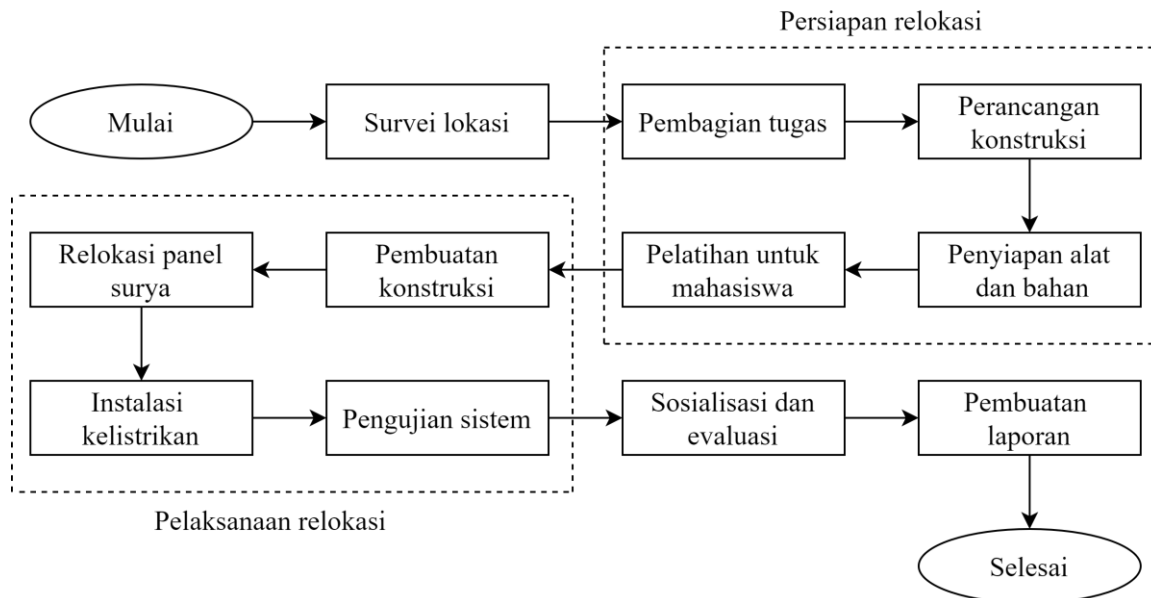 Persiapan relokasi
Mulai
Survei lokasi
Pembagian tugas
Perancangan
konstruksi
Penyiapan alat
dan bahan
Pelatihan untuk
mahasiswa
Pembuatan
konstruksi
Relokasi panel
surya
Instalasi
kelistrikan
Pengujian sistem
Sosialisasi dan
evaluasi
Pembuatan
laporan
Pelaksanaan relokasi
Selesai